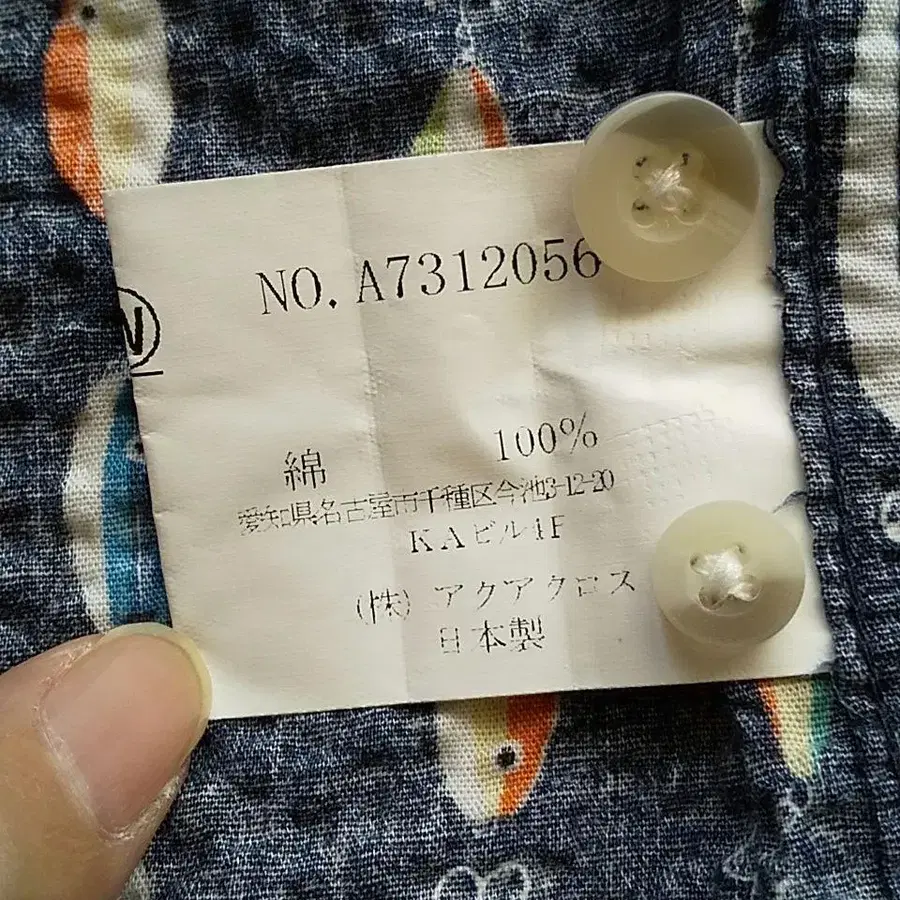 NO. A7312056
綿 100%
愛知県名古屋市千種区今池3-12-20
KAビル4F
(株) アクアクロス
日本製